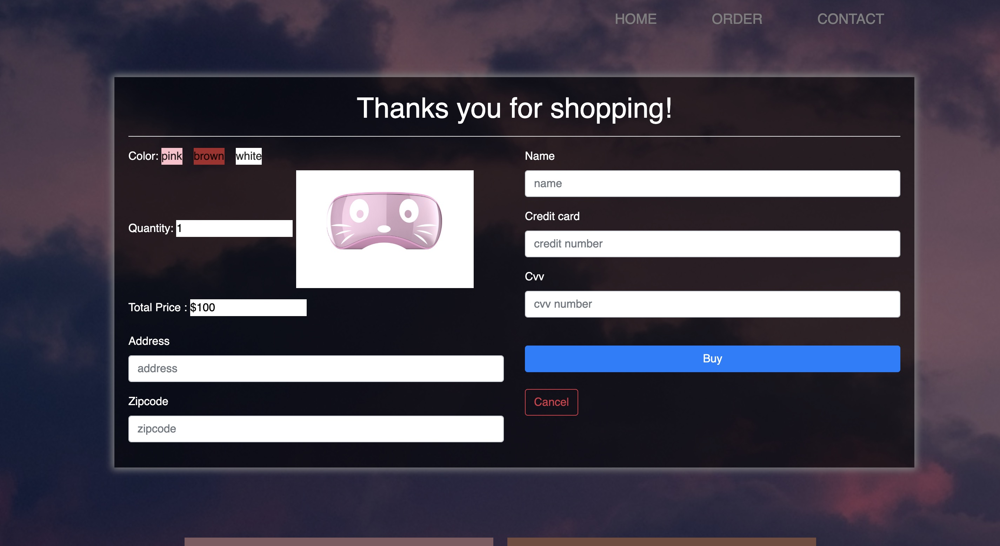 HOME ORDER CONTACT
Thanks you for shopping!
Color: pink brown white
Quantity: 1
Total Price : $100
Address
address
Zipcode
zipcode
Name
name
Credit card
credit number
Cvv
cvv number
Buy
Cancel